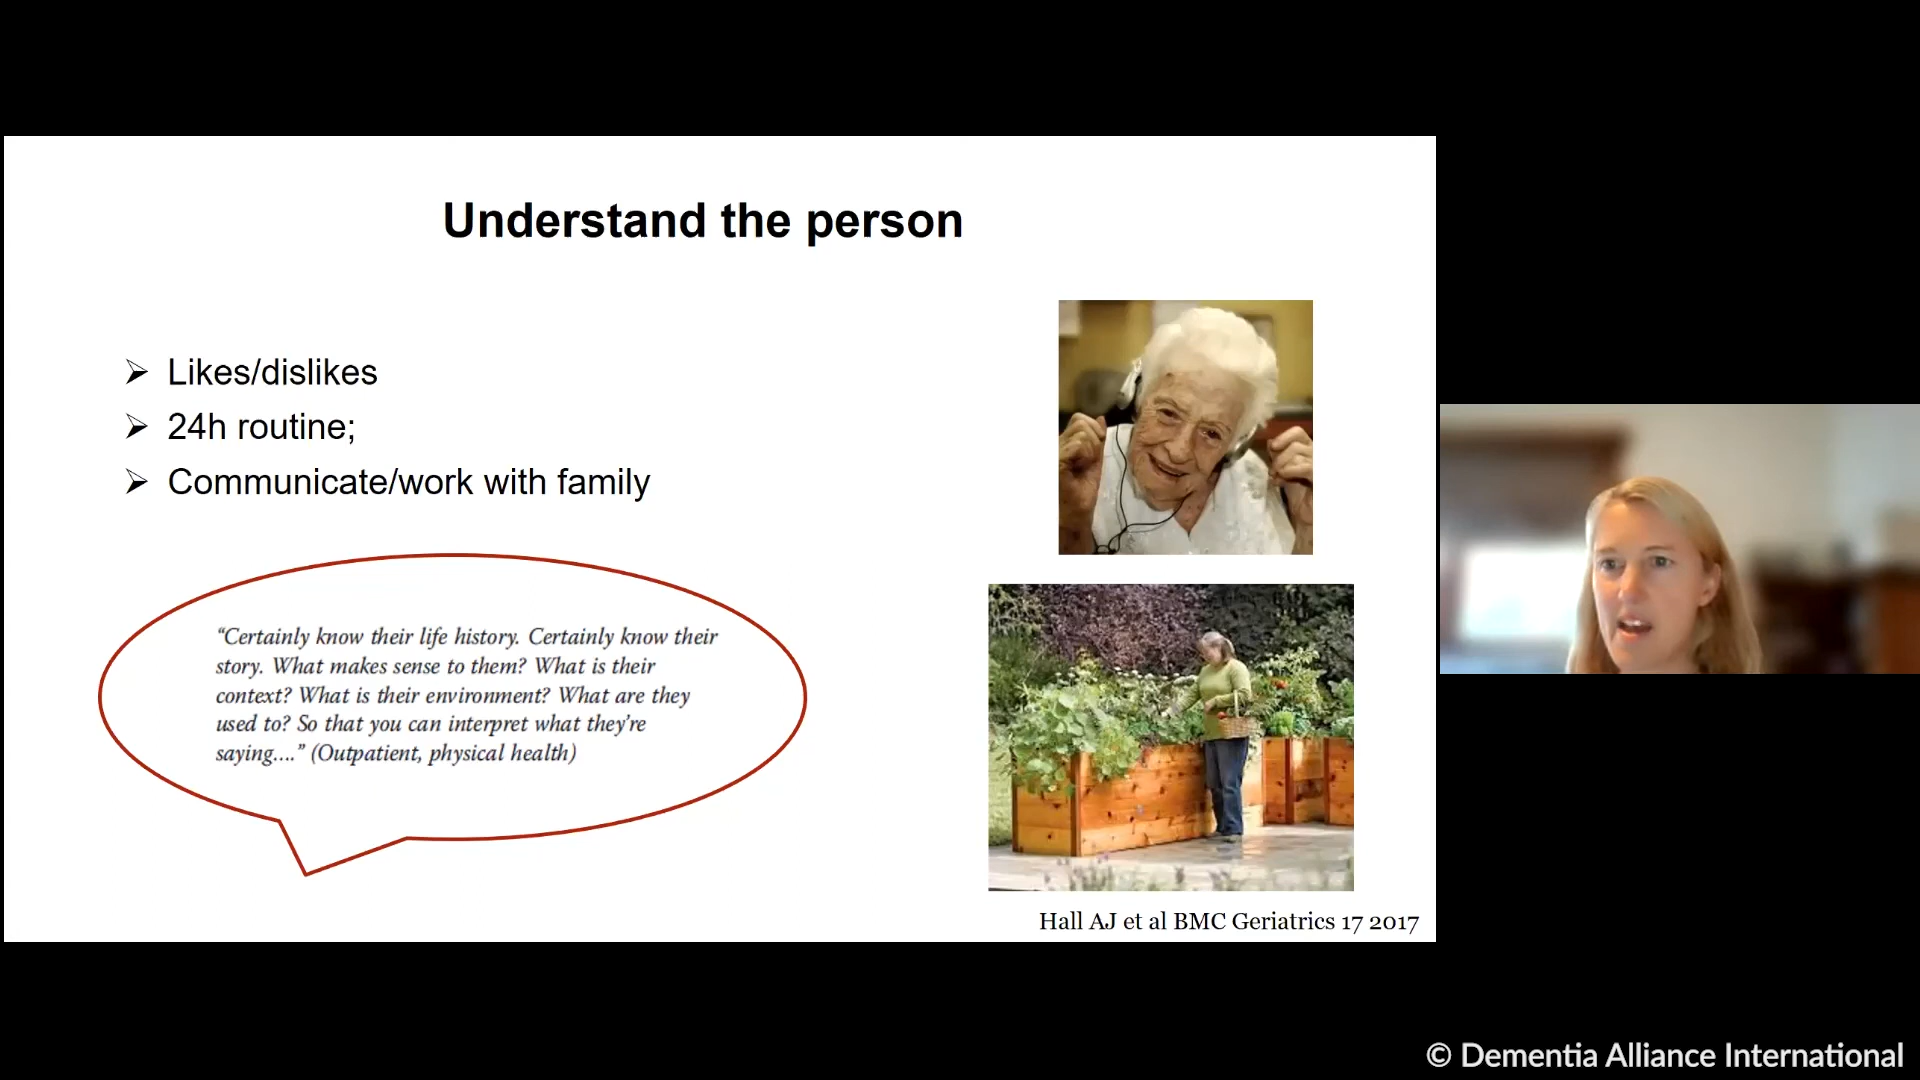 Understand the person
Likes/dislikes
24h routine;
Communicate/work with family
“Certainly know their life history. Certainly know their
story. What makes sense to them? What is their
context? What is their environment? What are they
used to? So that you can interpret what they’re
saying….” (Outpatient, physical health)
Hall AJ et al BMC Geriatrics 17 2017
© Dementia Alliance International